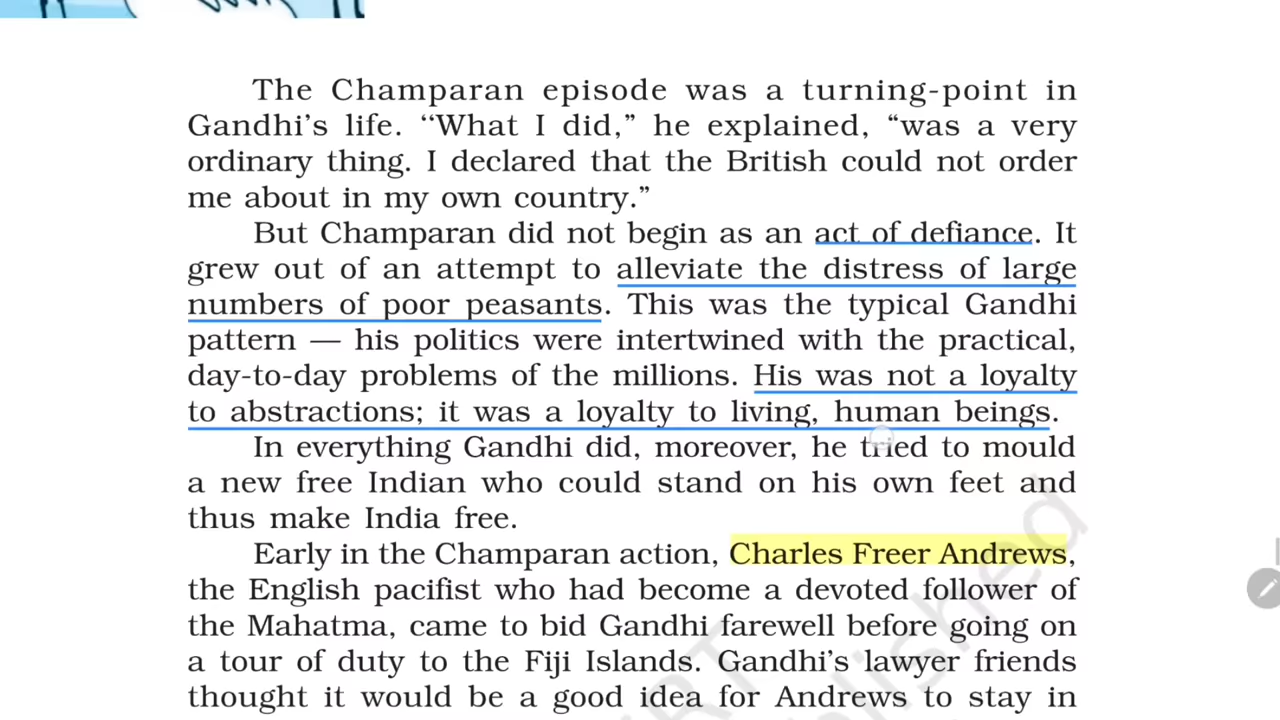 The Champaran episode was a turning-point in
Gandhi’s life. ‘‘What I did,” he explained, “was a very
ordinary thing. I declared that the British could not order
me about in my own country.”
But Champaran did not begin as an act of defiance. It
grew out of an attempt to alleviate the distress of large
numbers of poor peasants. This was the typical Gandhi
pattern — his politics were intertwined with the practical,
day-to-day problems of the millions. His was not a loyalty
to abstractions; it was a loyalty to living, human beings.
In everything Gandhi did, moreover, he tried to mould
a new free Indian who could stand on his own feet and
thus make India free.
Early in the Champaran action, Charles Freer Andrews,
the English pacifist who had become a devoted follower of
the Mahatma, came to bid Gandhi farewell before going on
a tour of duty to the Fiji Islands. Gandhi’s lawyer friends
thought it would be a good idea for Andrews to stay in